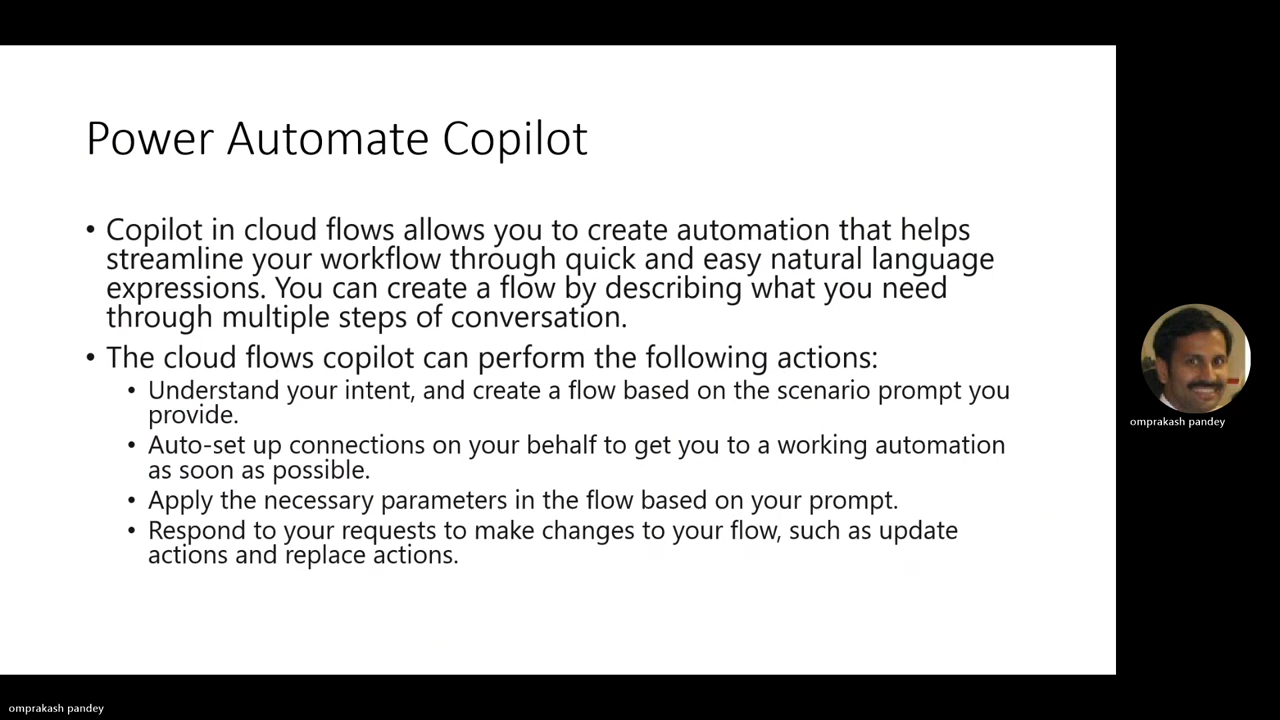 Power Automate Copilot
• Copilot in cloud flows allows you to create automation that helps
streamline your workflow through quick and easy natural language
expressions. You can create a flow by describing what you need
through multiple steps of conversation.
• The cloud flows copilot can perform the following actions:
• Understand your intent, and create a flow based on the scenario prompt you
provide.
• Auto-set up connections on your behalf to get you to a working automation
as soon as possible.
• Apply the necessary parameters in the flow based on your prompt.
• Respond to your requests to make changes to your flow, such as update
actions and replace actions.
omprakash pandey
omprakash pandey